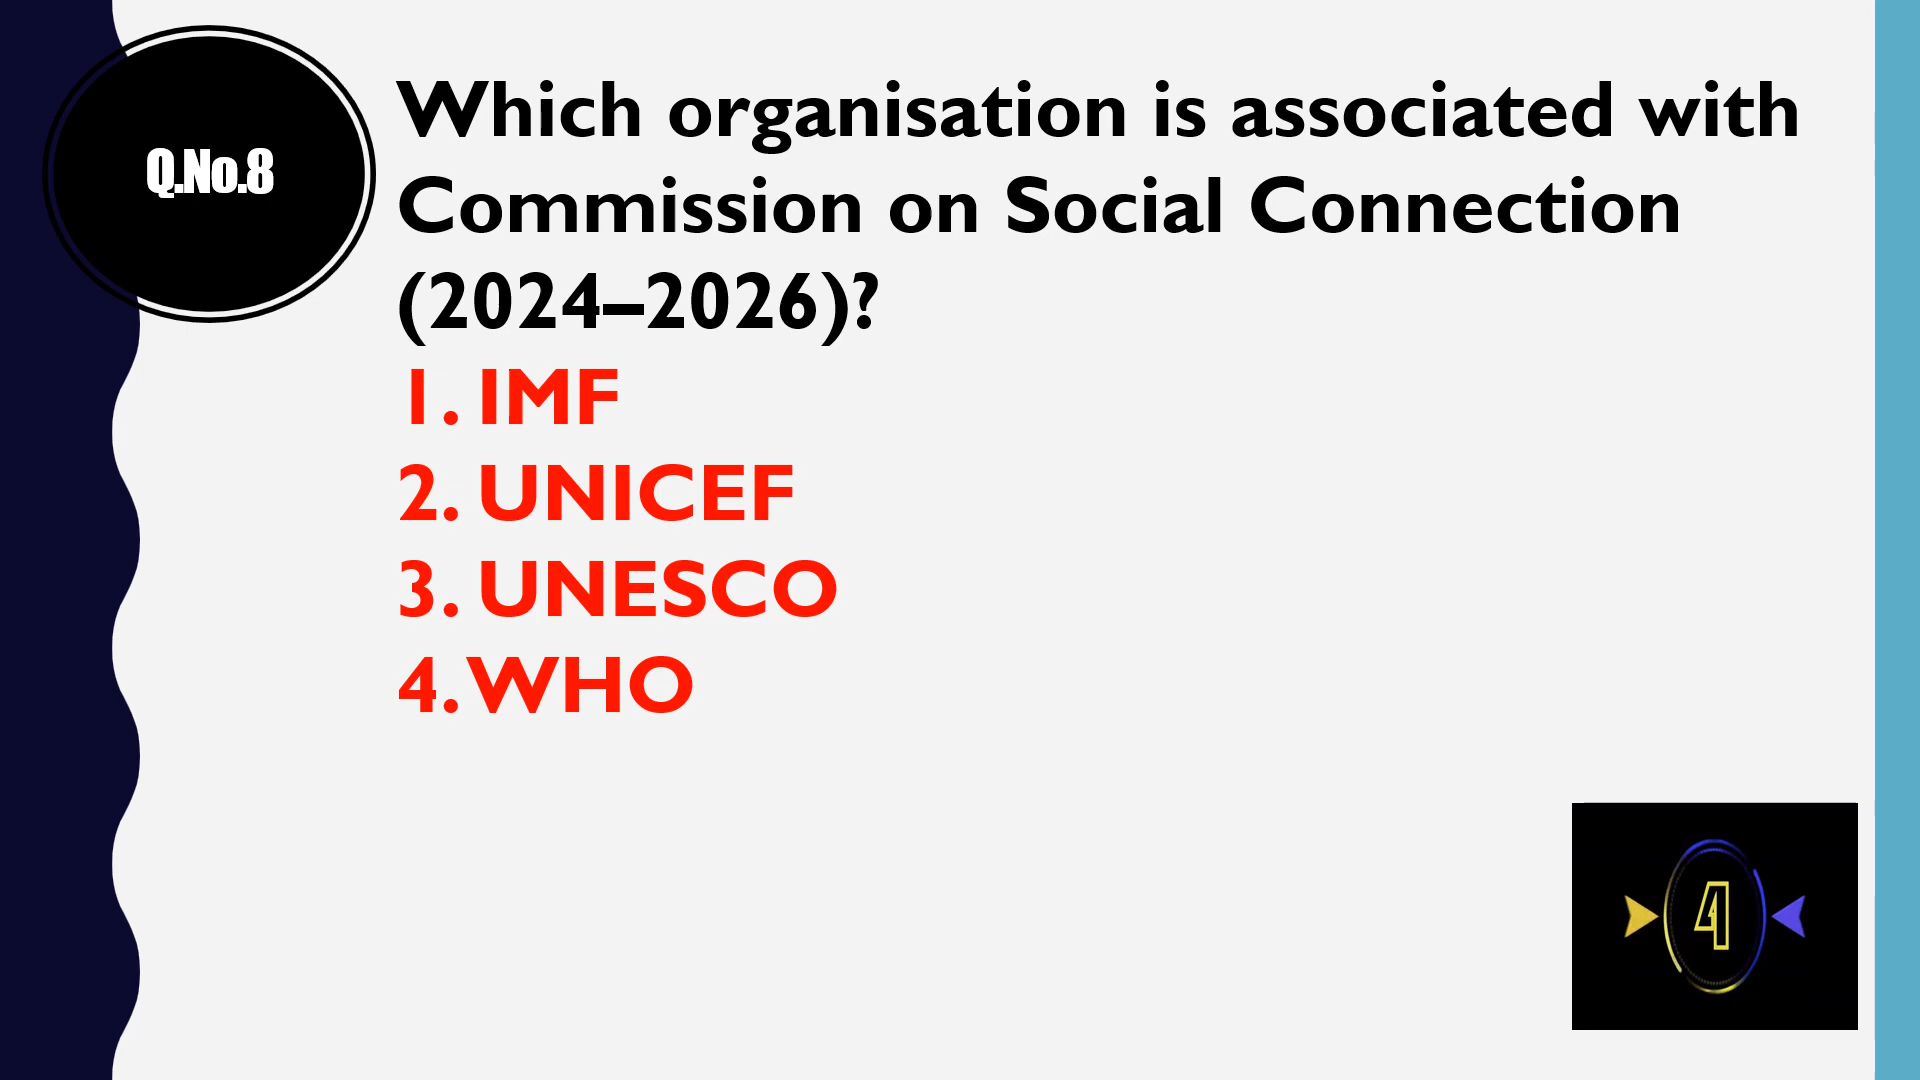 Q.No.8
Which organisation is associated with
Commission on Social Connection
(2024–2026)?
1. IMF
2. UNICEF
3. UNESCO
4. WHO
4